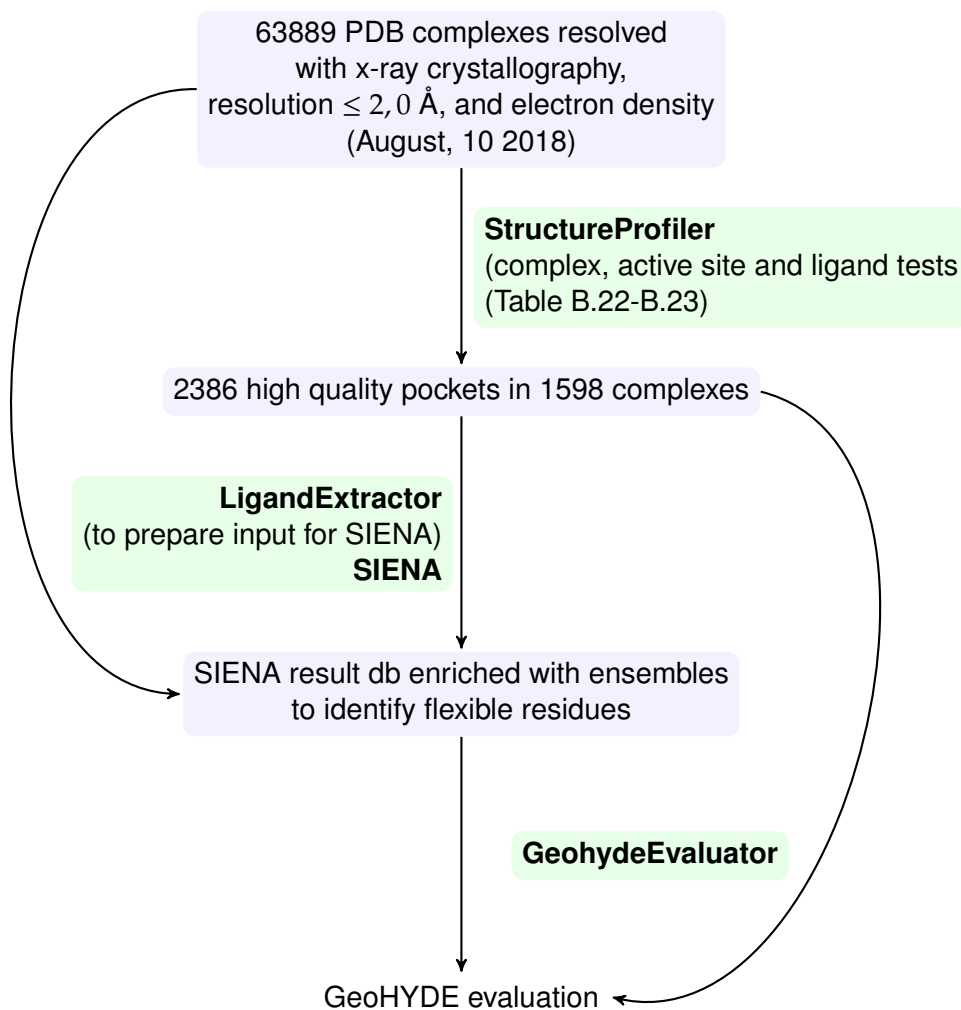 63889 PDB complexes resolved
with x-ray crystallography,
resolution ≤ 2, 0 Å, and electron density
(August, 10 2018)
StructureProfiler
(complex, active site and ligand tests
(Table B.22-B.23)
2386 high quality pockets in 1598 complexes
LigandExtractor
(to prepare input for SIENA)
SIENA
SIENA result db enriched with ensembles
to identify flexible residues
GeohydeEvaluator
GeoHYDE evaluation